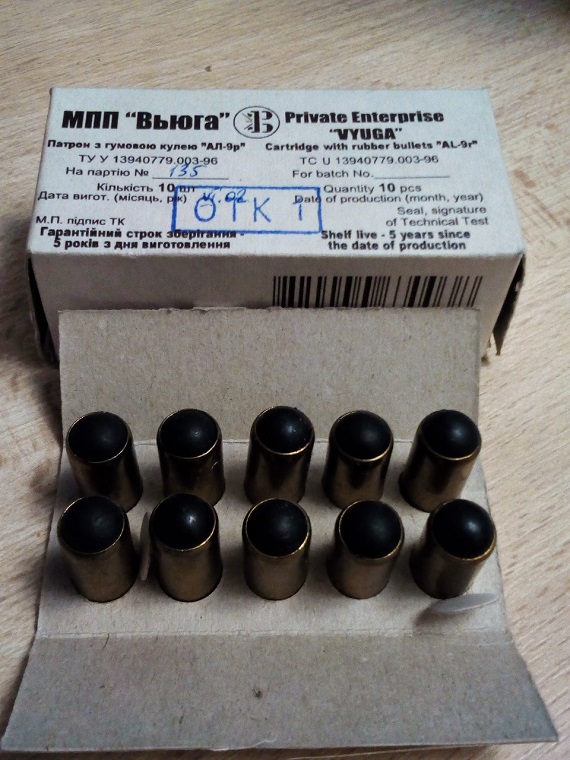 МПП "Вьюга"
В
Private Enterprise
"VYUGA"
Патрон з гумовою кулею "АЛ-9р"
Cartridge with rubber bullets "AL-9r"
ТУ У 13940779.003-96
TC U 13940779.003-96
На партію № 135
For batch No.
Кількість 10 шт
Quantity 10 pcs
Дата вигот. (місяць, рік) VI.02
Date of production (month, year)
ОТК 1
М.П. підпис ТК
Seal, signature
of Technical Test
Гарантійний строк зберігання -
5 років з дня виготовлення
Shelf live - 5 years since
the date of production